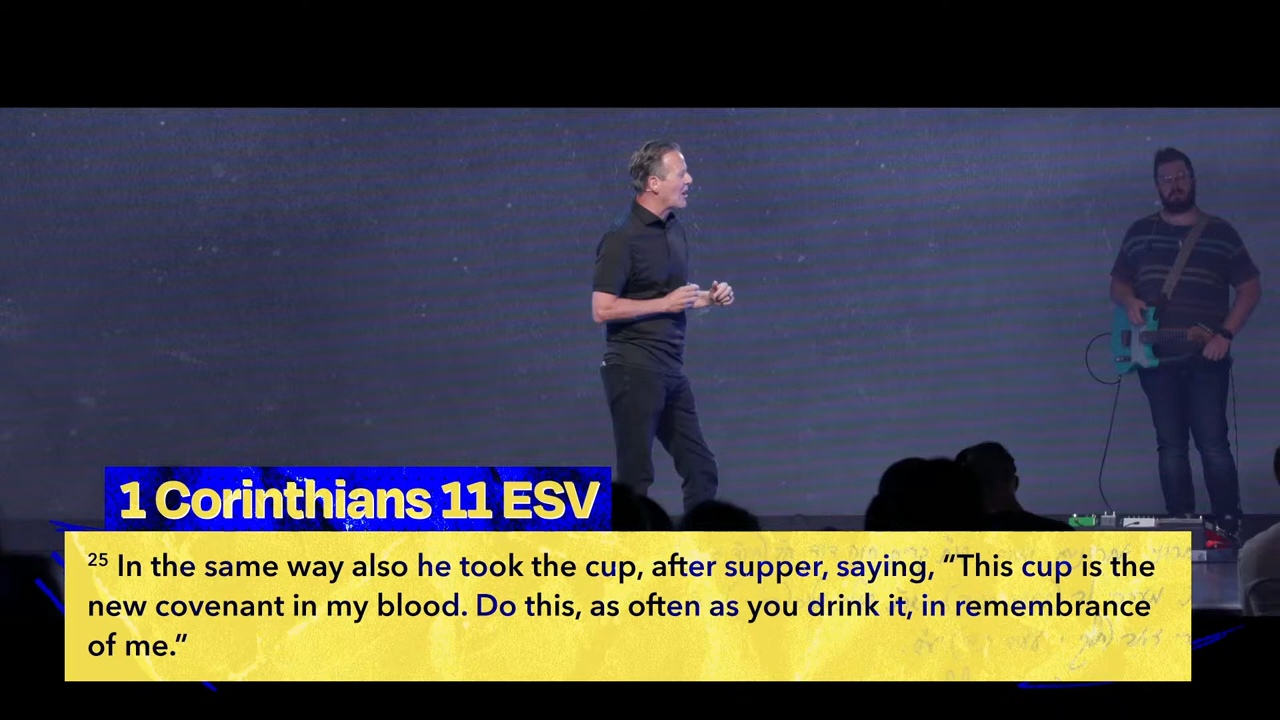 1 Corinthians 11 ESV
25 In the same way also he took the cup, after supper, saying, “This cup is the
new covenant in my blood. Do this, as often as you drink it, in remembrance
of me.”